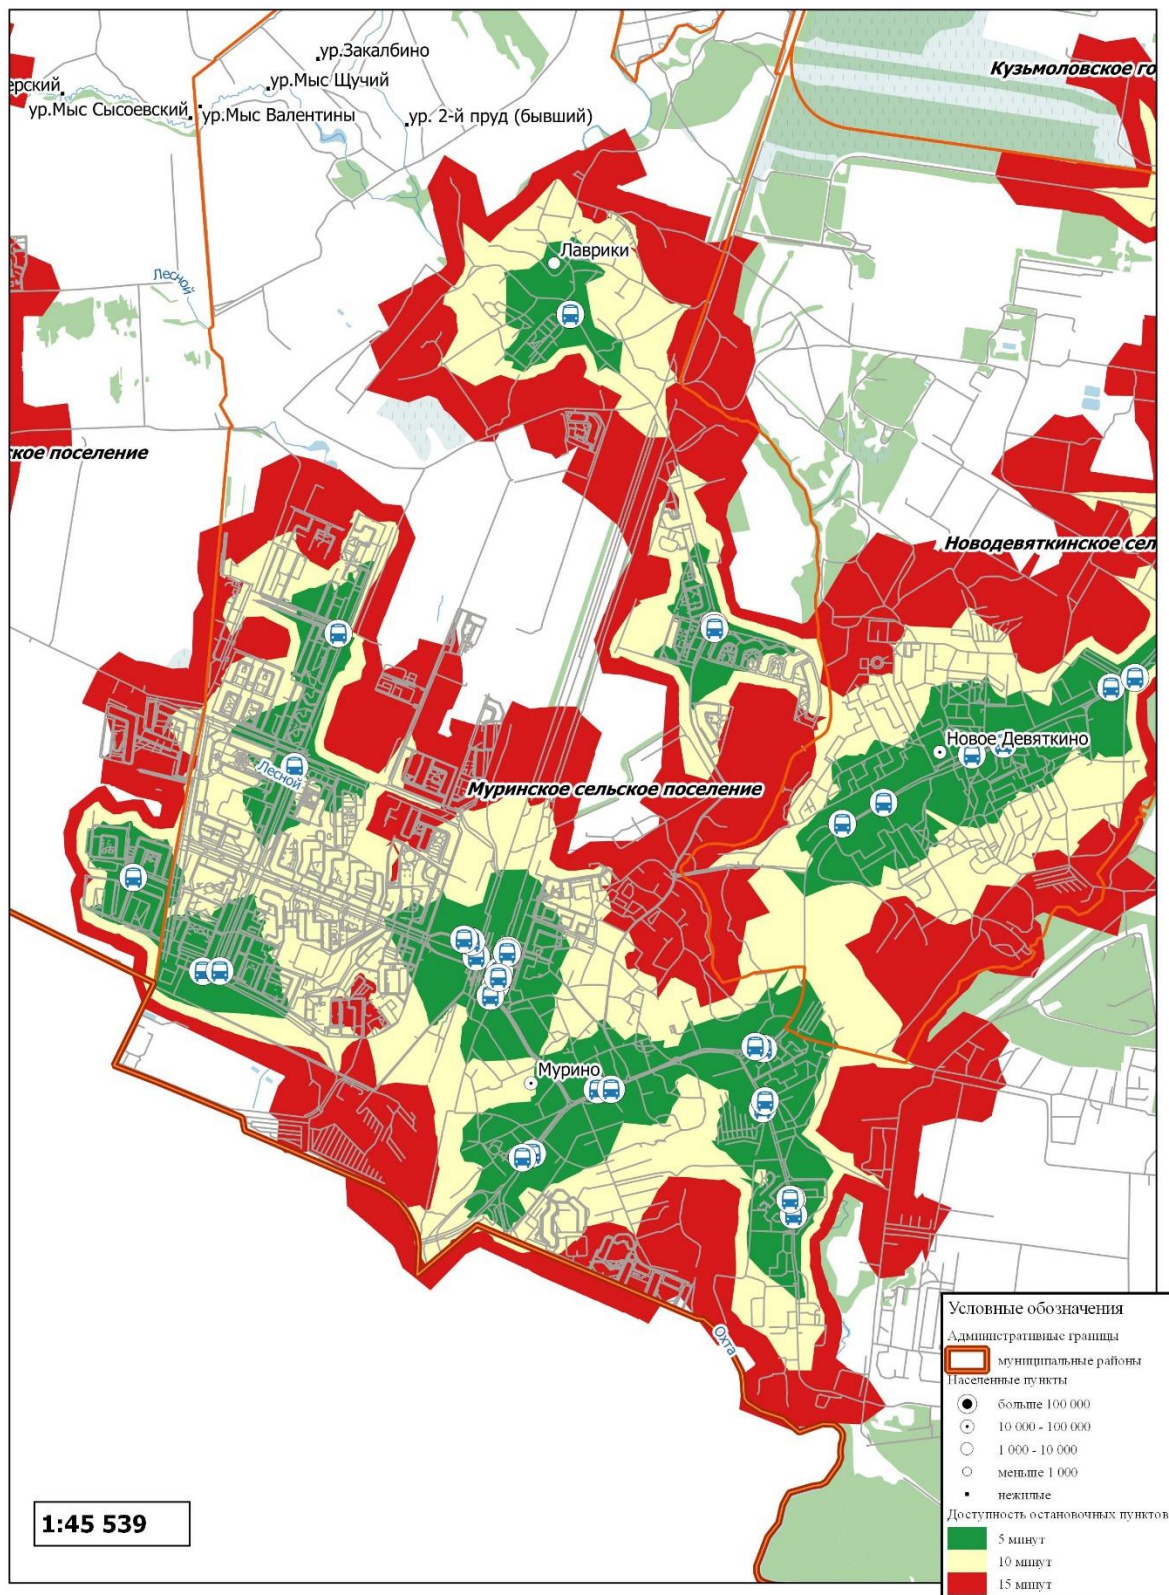 ур.Закалбино
Кузьмоловское го
ерский
ур.Мыс Щучий
ур.Мыс Сысоевский
ур.Мыс Валентины
ур. 2-й пруд (бывший)
Лаврики
Лесной
кое поселение
Новодевяткинское сел
Новое Девяткино
Лесной
Муринское сельское поселение
Мурино
Охта
Условные обозначения
Административные границы
муниципальные районы
Населенные пункты
больше 100 000
10 000 - 100 000
1 000 - 10 000
меньше 1 000
нежилые
Доступность остановочных пунктов
5 минут
10 минут
15 минут
1:45 539